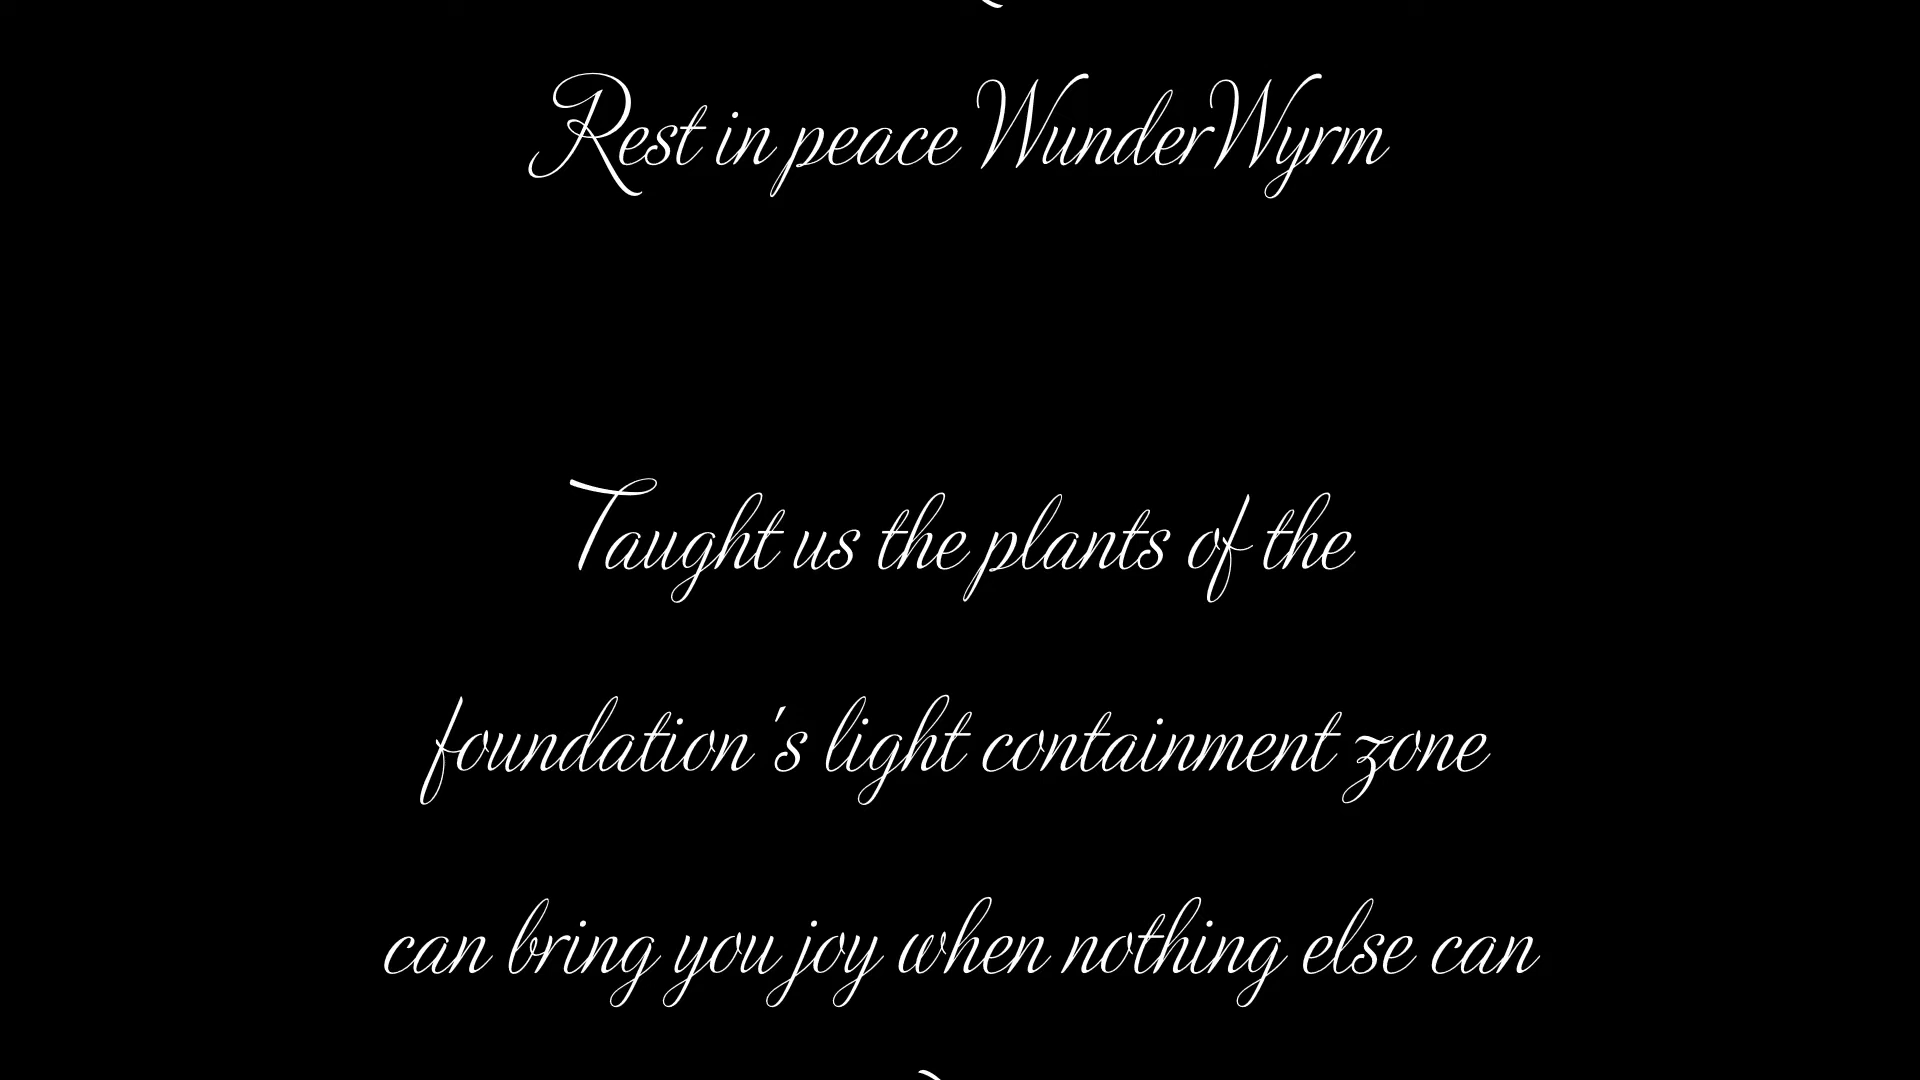 Rest in peace WunderWyrm
Taught us the plants of the
foundation's light containment zone
can bring you joy when nothing else can